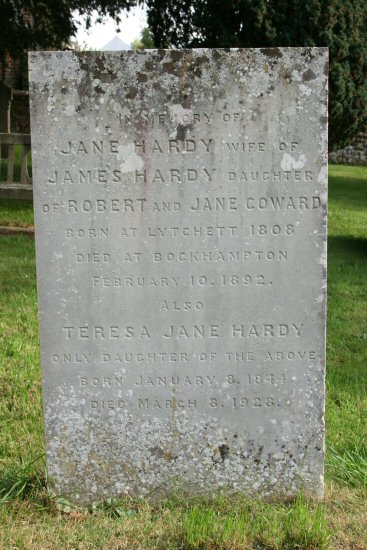 IN MEMORY OF
JANE HARDY WIFE OF
JAMES HARDY DAUGHTER
OF ROBERT AND JANE COWARD
BORN AT LYTCHETT 1808
DIED AT BOCKHAMPTON
FEBRUARY 10. 1892.
ALSO
TERESA JANE HARDY
ONLY DAUGHTER OF THE ABOVE
BORN JANUARY 8. 1844
DIED MARCH 8. 1928.